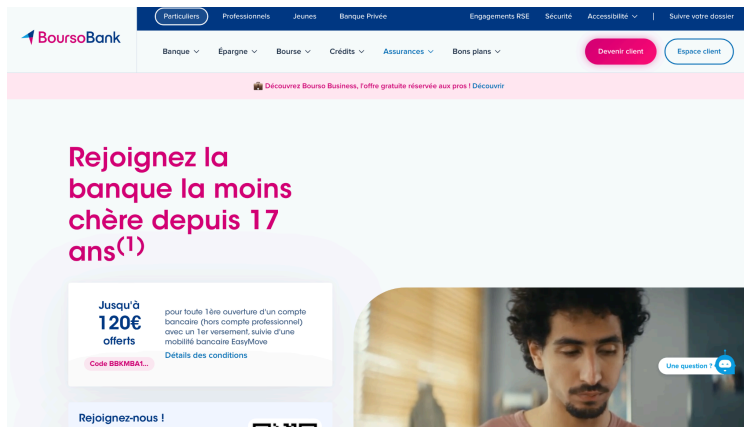 Particuliers Professionnels Jeunes Banque Privée Engagements RSE Sécurité Accessibilité | Suivre votre dossier
BoursoBank
Banque Épargne Bourse Crédits Assurances Bons plans Devenir client Espace client
Découvrez Bourso Business, l'offre gratuite réservée aux pros ! Découvrir
Rejoignez la
banque la moins
chère depuis 17
ans(1)
Jusqu'à
120€
offerts
Code BBKMBA1...
pour toute 1ère ouverture d'un compte
bancaire (hors compte professionnel)
avec un 1er versement, suivie d'une
mobilité bancaire EasyMove
Détails des conditions
Une question ?
Rejoignez-nous !